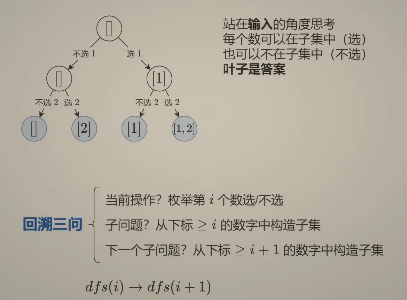 []
不选 1
选 1
[]
[1]
不选 2
选 2
不选 2
选 2
[]
[2]
[1]
[1, 2]
站在输入的角度思考
每个数可以在子集中（选）
也可以不在子集中（不选）
叶子是答案
回溯三问
当前操作？枚举第 i 个数选/不选
子问题？从下标 ≥ i 的数字中构造子集
下一个子问题？从下标 ≥ i + 1 的数字中构造子集
dfs(i) → dfs(i + 1)